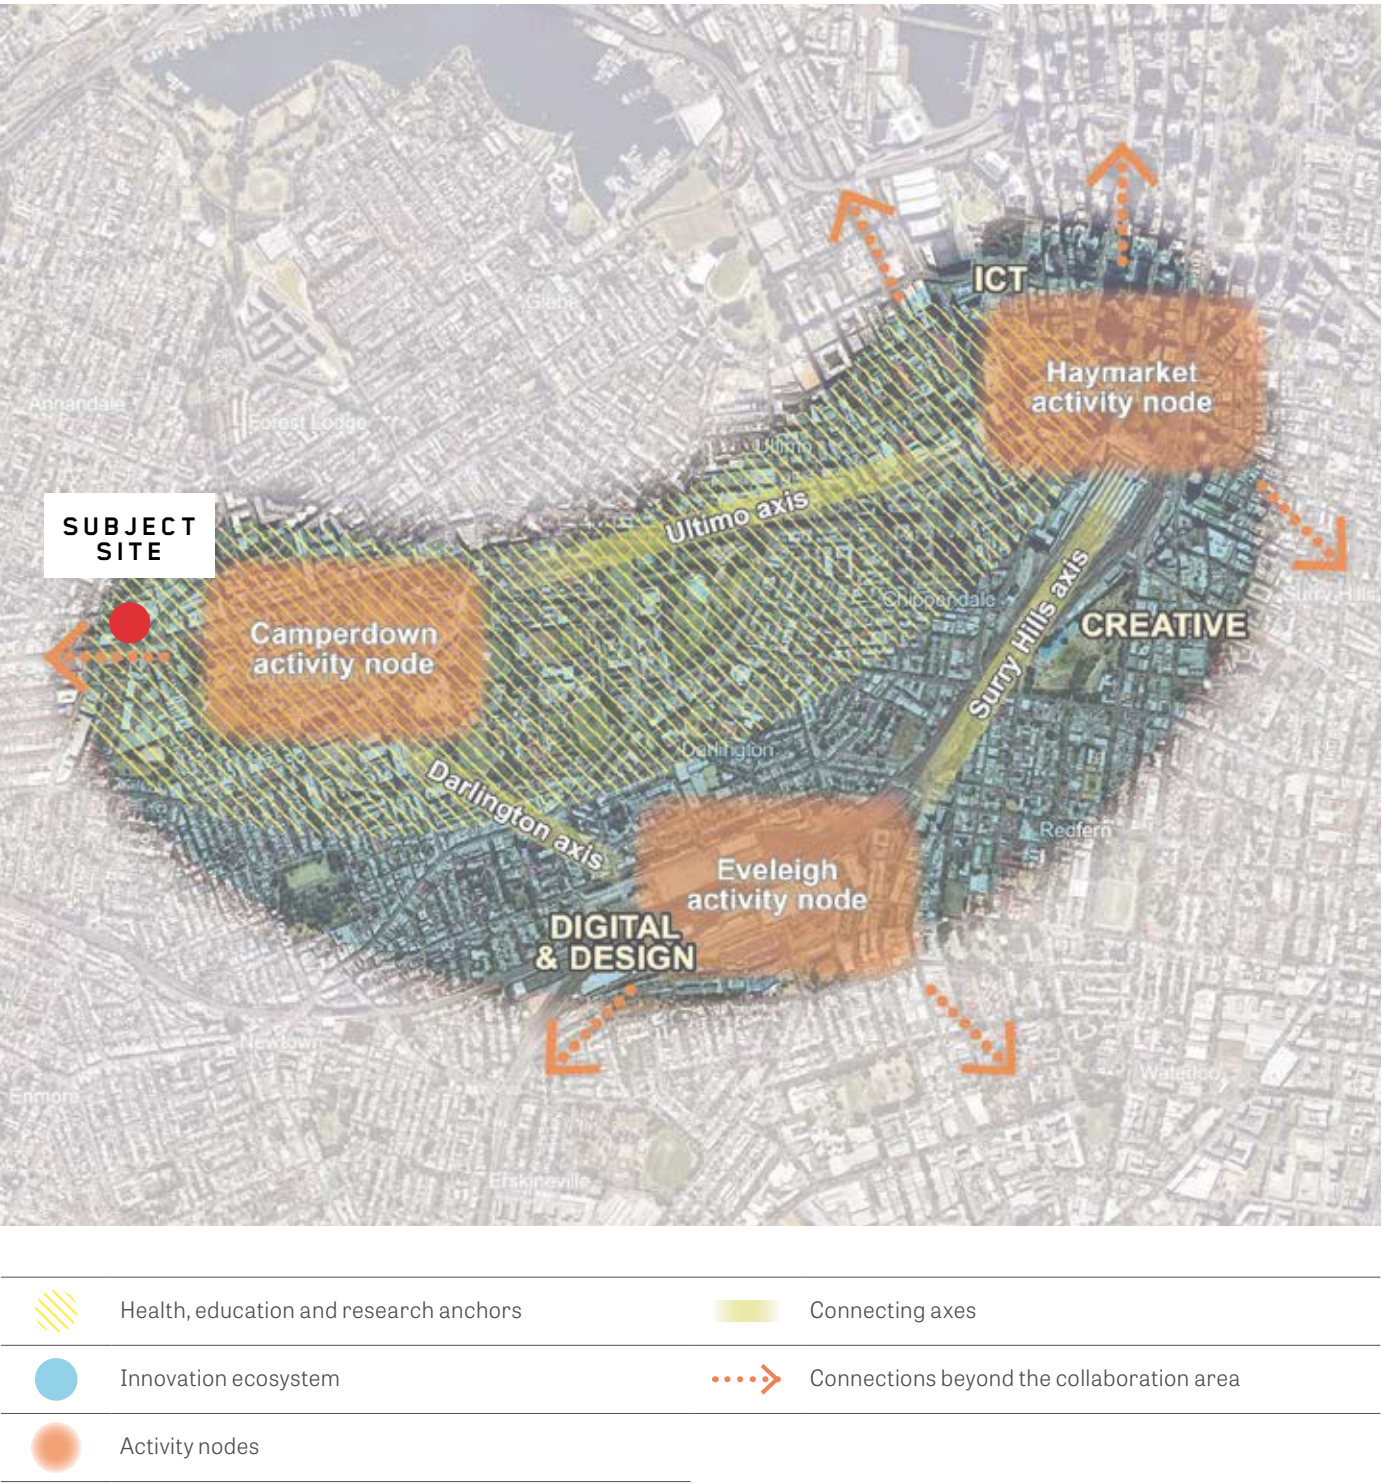 ICT
Glebe
Haymarket
activity node
Annandale
Forest Lodge
Ultimo
Ultimo axis
SUBJECT
SITE
Surry Hills
Chippendale
CREATIVE
Camperdown
activity node
Surry Hills axis
Darlington
Darlington axis
Redfern
Eveleigh
activity node
DIGITAL
& DESIGN
Newtown
Waterloo
Enmore
Erskineville
Health, education and research anchors
Connecting axes
Innovation ecosystem
Connections beyond the collaboration area
Activity nodes